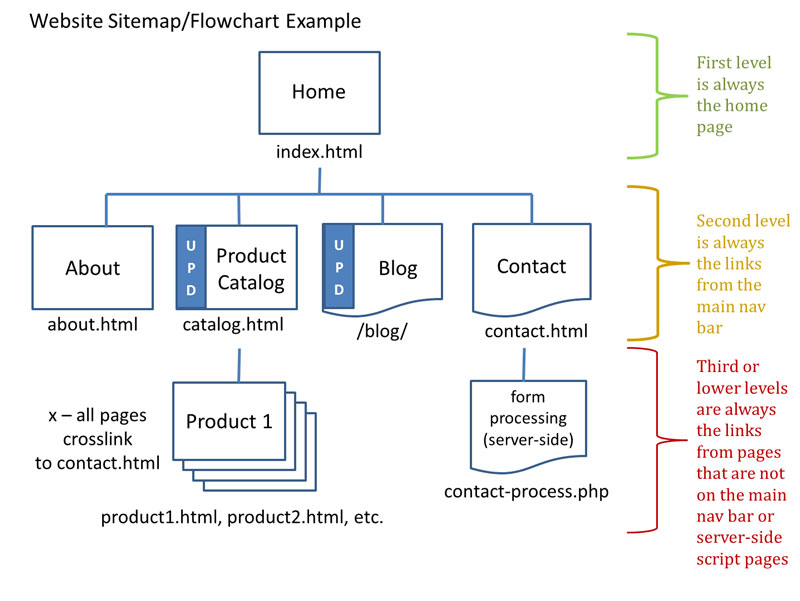 Website Sitemap/Flowchart Example
Home
index.html
First level
is always
the home
page
U
P
D
Product
Catalog
U
P
D
Blog
About
Contact
about.html
catalog.html
/blog/
contact.html
Second level
is always
the links
from the
main nav
bar
x – all pages
crosslink
to contact.html
Product 1
product1.html, product2.html, etc.
form
processing
(server-side)
contact-process.php
Third or
lower levels
are always
the links
from pages
that are not
on the main
nav bar or
server-side
script pages